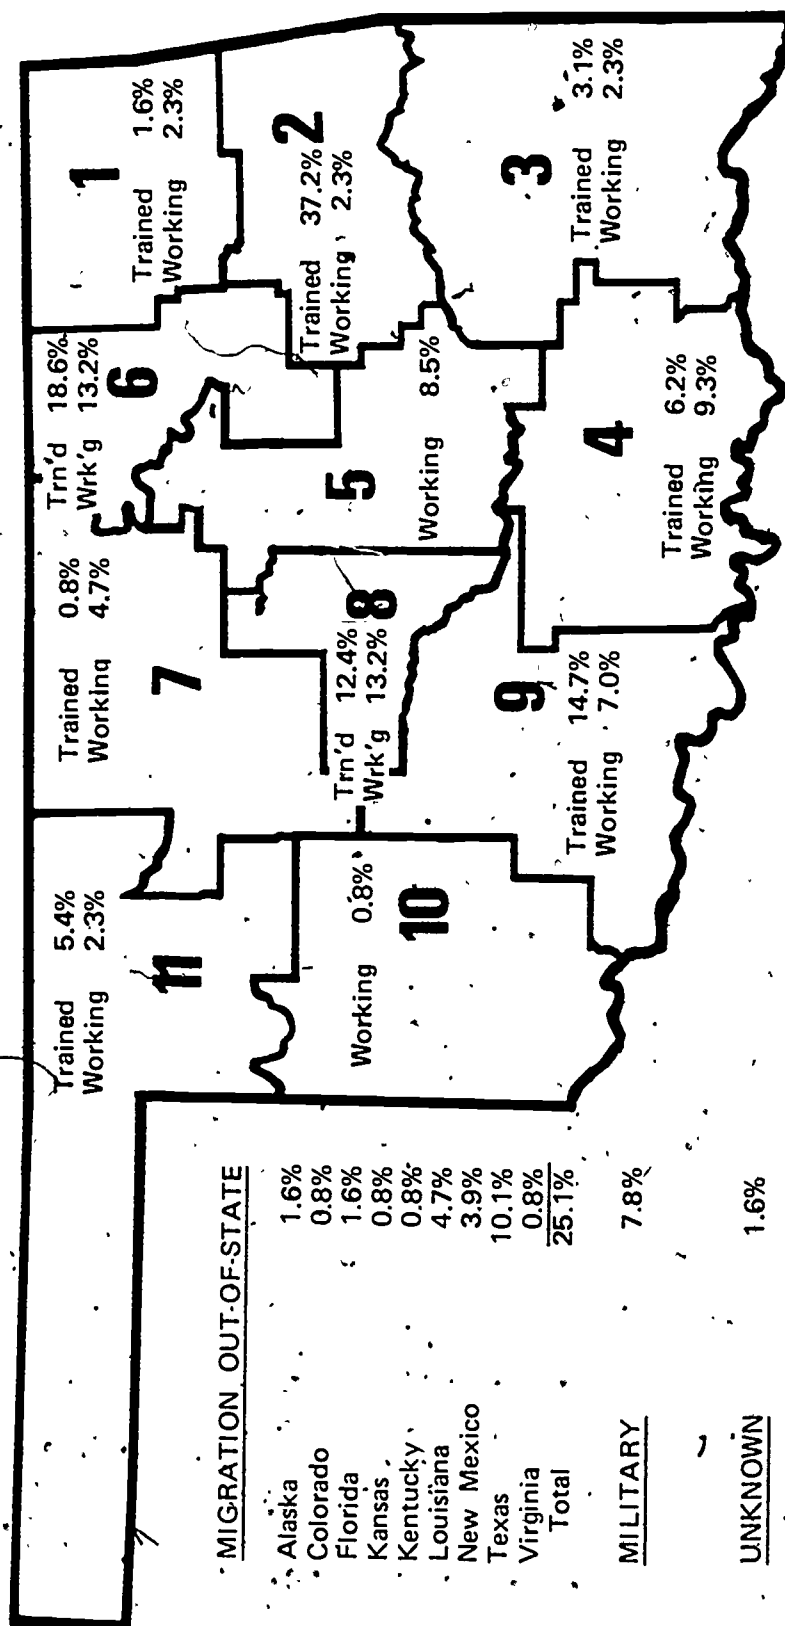 11
Trained 5.4%
Working 2.3%
7
Trained 0.8%
Working 4.7%
Trn'd 18.6%
Wrk'g 13.2%
6
1
Trained 1.6%
Working 2.3%
10
Working 0.8%
Trn'd 12.4%
Wrk'g 13.2%
8
5
Working 8.5%
2
Trained 37.2%
Working 2.3%
9
Trained 14.7%
Working 7.0%
4
Trained 6.2%
Working 9.3%
3
Trained 3.1%
Working 2.3%
MIGRATION OUT-OF-STATE
Alaska 1.6%
Colorado 0.8%
Florida 1.6%
Kansas 0.8%
Kentucky 0.8%
Louisiana 4.7%
New Mexico 3.9%
Texas 10.1%
Virginia 0.8%
Total 25.1%
MILITARY 7.8%
UNKNOWN 1.6%